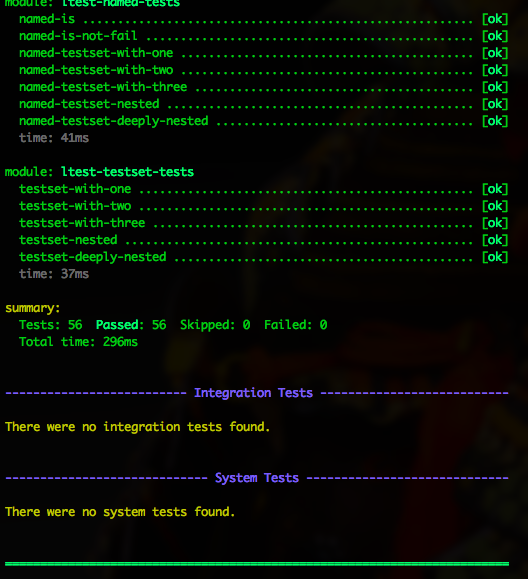 module: ltest-named-tests
named-is ........................................................ [ok]
named-is-not-fail ............................................... [ok]
named-testset-with-one .......................................... [ok]
named-testset-with-two .......................................... [ok]
named-testset-with-three ........................................ [ok]
named-testset-nested ............................................ [ok]
named-testset-deeply-nested ..................................... [ok]
time: 41ms
module: ltest-testset-tests
testset-with-one ................................................ [ok]
testset-with-two ................................................ [ok]
testset-with-three .............................................. [ok]
testset-nested .................................................. [ok]
testset-deeply-nested ........................................... [ok]
time: 37ms
summary:
Tests: 56  Passed: 56  Skipped: 0  Failed: 0
Total time: 296ms
-------------------------- Integration Tests ---------------------------
There were no integration tests found.
----------------------------- System Tests -----------------------------
There were no system tests found.
========================================================================